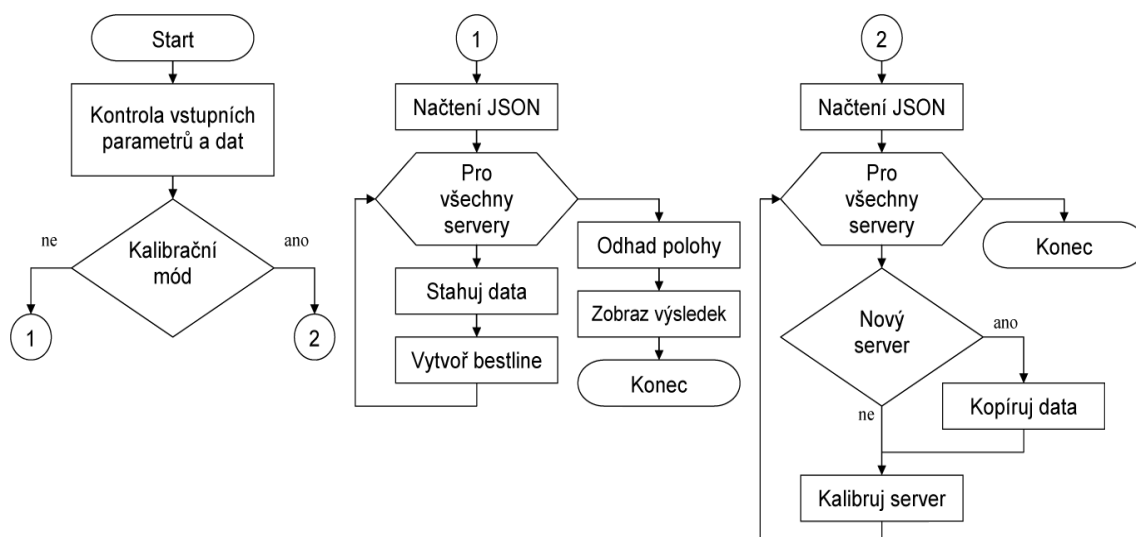 Start
Kontrola vstupních
parametrů a dat
ne
Kalibrační
mód
ano
1
2
1
Načtení JSON
Pro
všechny
servery
Stahuj data
Vytvoř bestline
Odhad polohy
Zobraz výsledek
Konec
2
Načtení JSON
Pro
všechny
servery
Konec
Nový
server
ano
ne
Kopíruj data
Kalibruj server